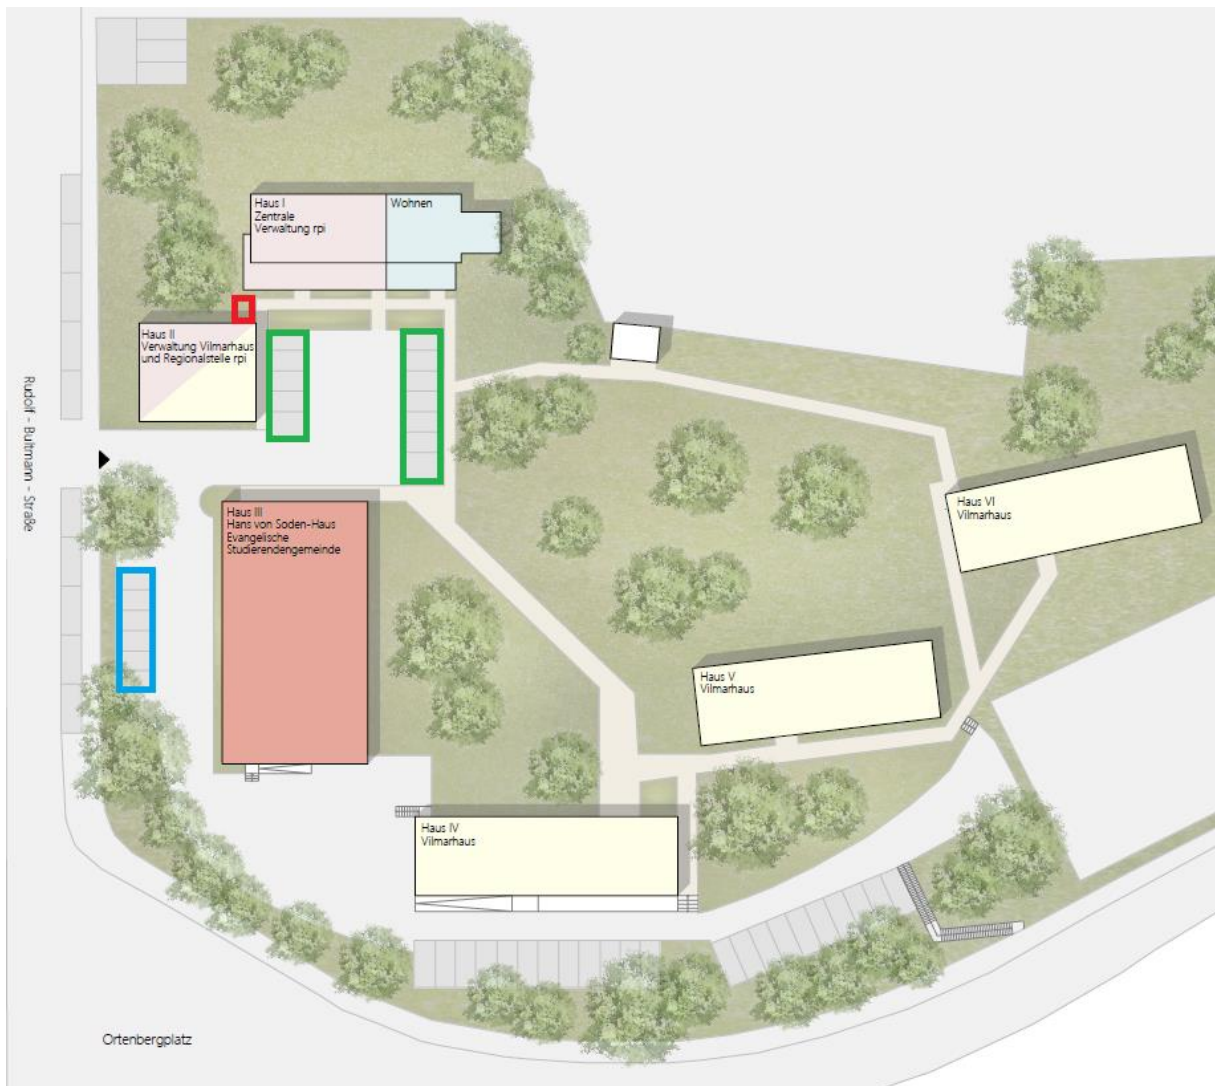 Haus I
Zentrale
Verwaltung rpi
Wohnen
Haus II
Verwaltung Vilmarhaus
und Regionalstelle rpi
Rudolf - Bultmann - Straße
Haus III
Hans von Soden-Haus
Evangelische
Studierendengemeinde
Haus VI
Vilmarhaus
Haus V
Vilmarhaus
Haus IV
Vilmarhaus
Ortenbergplatz